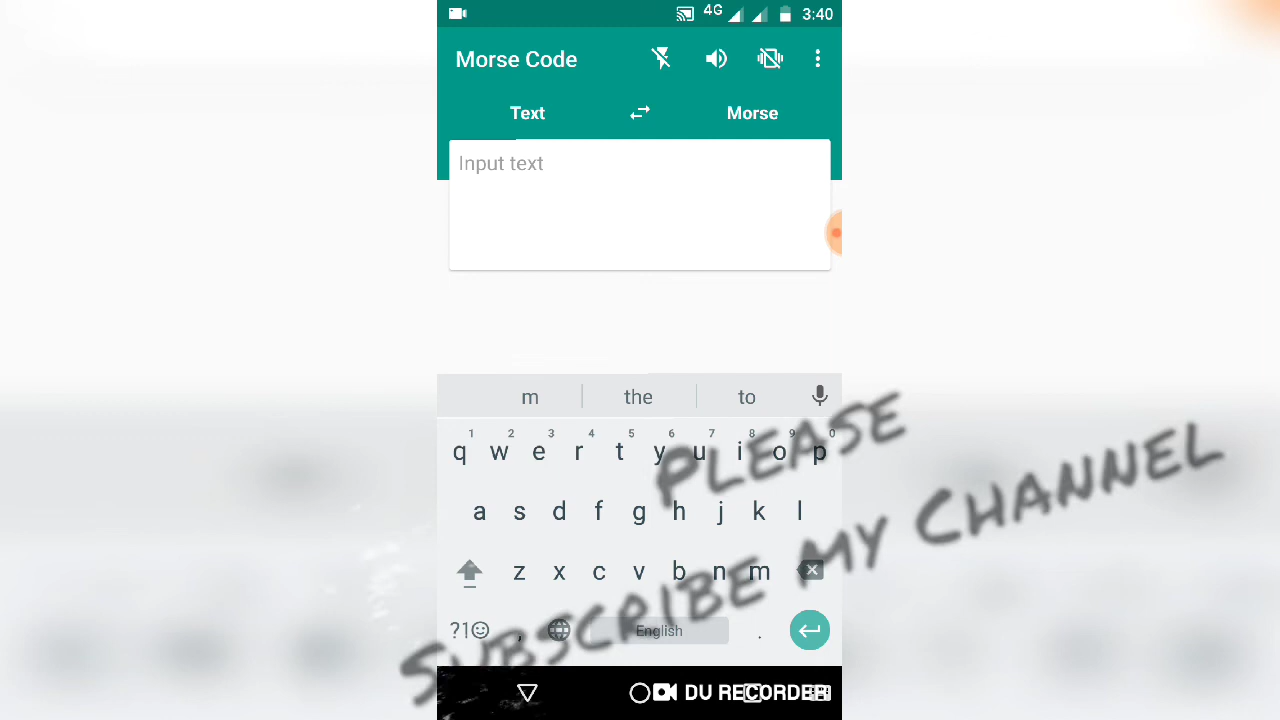 4G 3:40
Morse Code
Text Morse
Input text
m the to
1 2 3 4 5 6 7 8 9 0
q w e r t y u i o p
a s d f g h j k l
z x c v b n m
?1 , English .
PLEASE
SUBSCRIBE MY CHANNEL
DU RECORDER